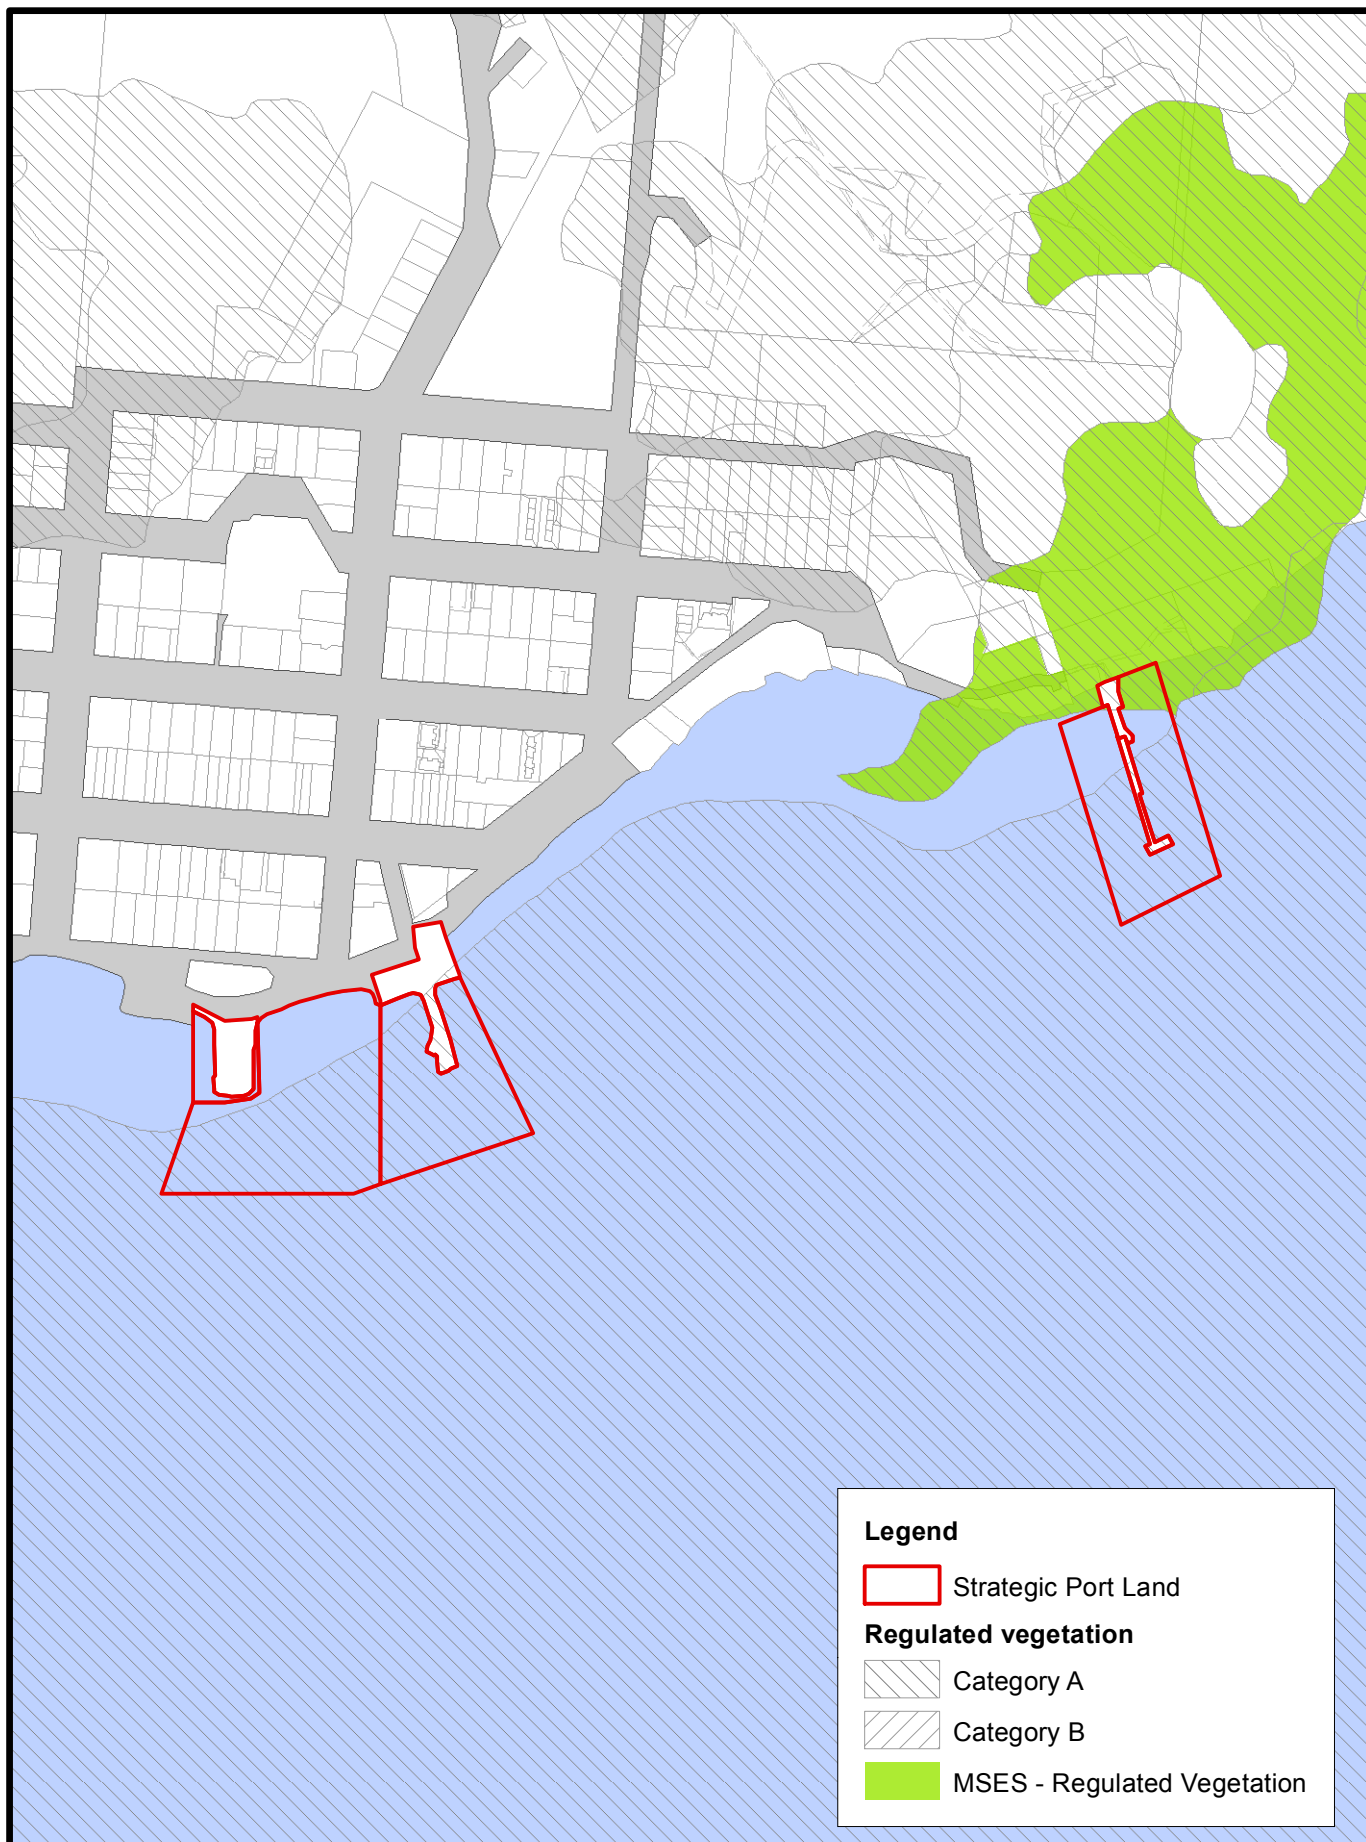 Legend
Strategic Port Land
Regulated vegetation
Category A
Category B
MSES - Regulated Vegetation